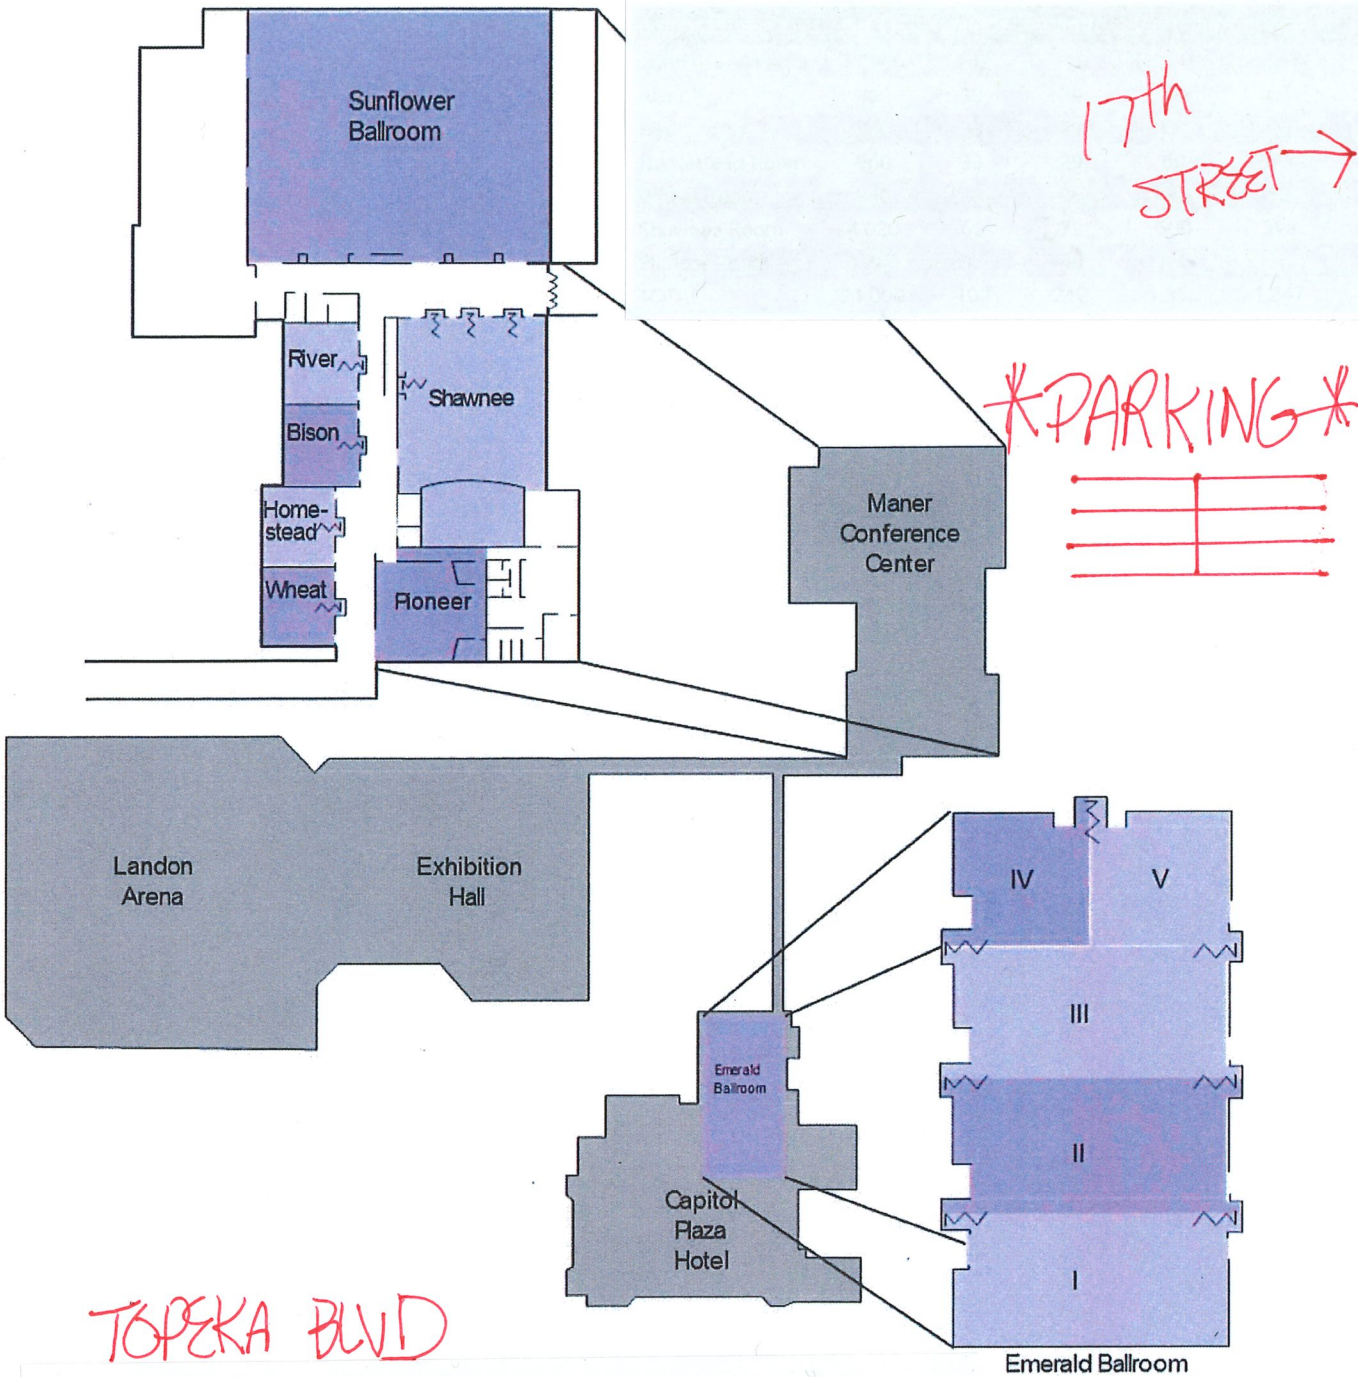 Sunflower
Ballroom
17th
STREET
River
Shawnee
Bison
*PARKING*
Home-
stead
Wheat
Pioneer
Maner
Conference
Center
Landon
Arena
Exhibition
Hall
IV
V
III
II
I
Emerald
Ballroom
Capitol
Plaza
Hotel
TOPEKA BLVD
Emerald Ballroom